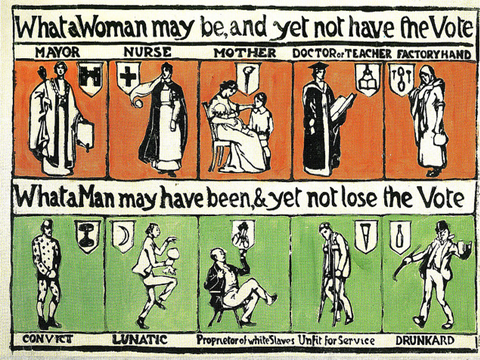 What a Woman may be, and yet not have the Vote
MAYOR NURSE MOTHER DOCTOR or TEACHER FACTORY HAND
What a Man may have been, & yet not lose the Vote
CONVICT LUNATIC Proprietor of white Slaves Unfit for Service DRUNKARD